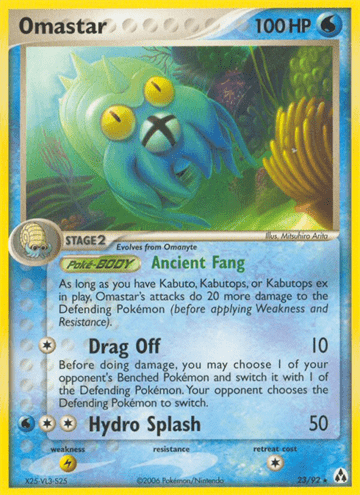 Omastar 100 HP
Illus. Mitsuhiro Arita
STAGE 2 Evolves from Omanyte
Poké-BODY Ancient Fang
As long as you have Kabuto, Kabutops, or Kabutops ex
in play, Omastar's attacks do 20 more damage to the
Defending Pokémon (before applying Weakness and
Resistance).
Drag Off 10
Before doing damage, you may choose 1 of your
opponent's Benched Pokémon and switch it with 1 of
the Defending Pokémon. Your opponent chooses the
Defending Pokémon to switch.
Hydro Splash 50
weakness resistance retreat cost
©2006 Pokémon/Nintendo 23/92